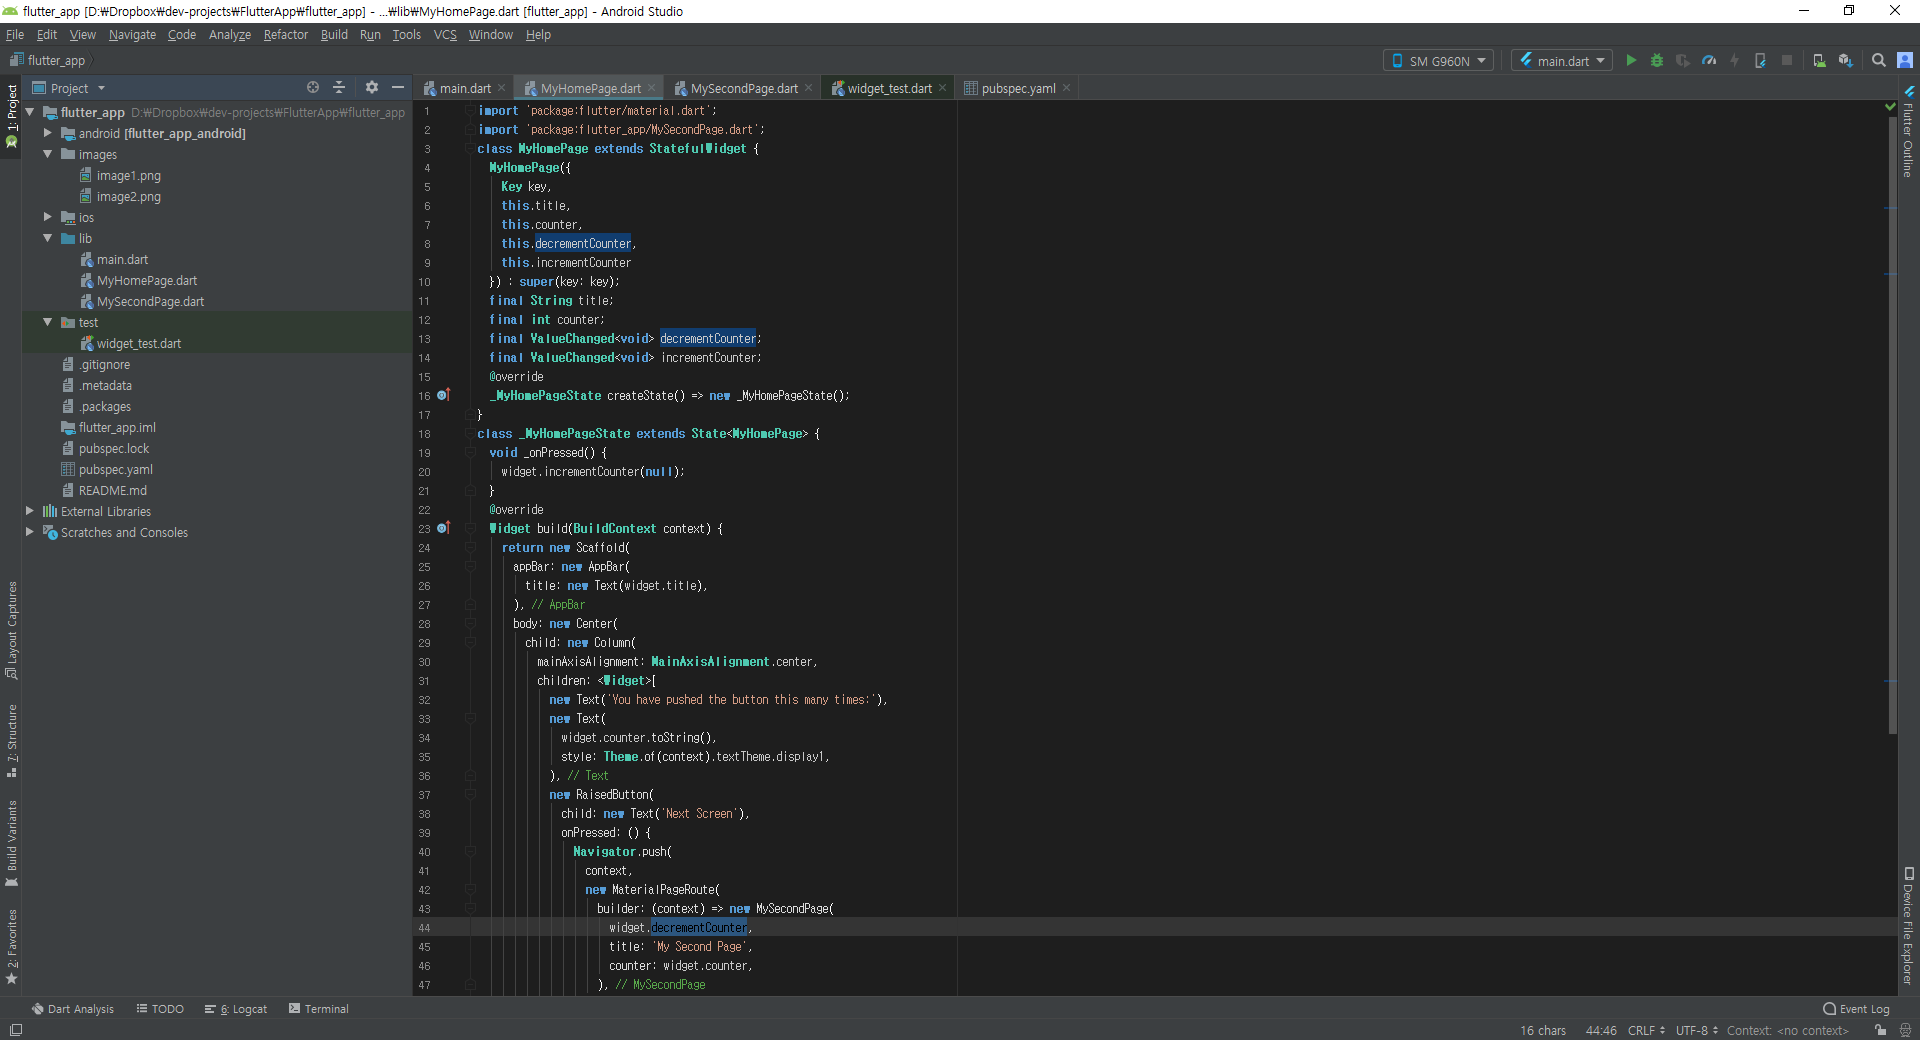 flutter_app [D:₩Dropbox₩dev-projects₩FlutterApp₩flutter_app] - ...₩lib₩MyHomePage.dart [flutter_app] - Android Studio
File Edit View Navigate Code Analyze Refactor Build Run Tools VCS Window Help
flutter_app
SM G960N
main.dart
1: Project
Project
main.dart
MyHomePage.dart
MySecondPage.dart
widget_test.dart
pubspec.yaml
flutter_app D:₩Dropbox₩dev-projects₩FlutterApp₩flutter_app
android [flutter_app_android]
images
image1.png
image2.png
ios
lib
main.dart
MyHomePage.dart
MySecondPage.dart
test
widget_test.dart
.gitignore
.metadata
.packages
flutter_app.iml
pubspec.lock
pubspec.yaml
README.md
External Libraries
Scratches and Consoles
Layout Captures
7: Structure
Build Variants
2: Favorites
1 import 'package:flutter/material.dart';
2 import 'package:flutter_app/MySecondPage.dart';
3 class MyHomePage extends StatefulWidget {
4 MyHomePage({
5 Key key,
6 this.title,
7 this.counter,
8 this.decrementCounter,
9 this.incrementCounter
10 }) : super(key: key);
11 final String title;
12 final int counter;
13 final ValueChanged<void> decrementCounter;
14 final ValueChanged<void> incrementCounter;
15 @override
16 _MyHomePageState createState() => new _MyHomePageState();
17 }
18 class _MyHomePageState extends State<MyHomePage> {
19 void _onPressed() {
20 widget.incrementCounter(null);
21 }
22 @override
23 Widget build(BuildContext context) {
24 return new Scaffold(
25 appBar: new AppBar(
26 title: new Text(widget.title),
27 ), // AppBar
28 body: new Center(
29 child: new Column(
30 mainAxisAlignment: MainAxisAlignment.center,
31 children: <Widget>[
32 new Text('You have pushed the button this many times:'),
33 new Text(
34 widget.counter.toString(),
35 style: Theme.of(context).textTheme.display1,
36 ), // Text
37 new RaisedButton(
38 child: new Text('Next Screen'),
39 onPressed: () {
40 Navigator.push(
41 context,
42 new MaterialPageRoute(
43 builder: (context) => new MySecondPage(
44 widget.decrementCounter,
45 title: 'My Second Page',
46 counter: widget.counter,
47 ), // MySecondPage
Flutter Outline
Device File Explorer
Dart Analysis
TODO
6: Logcat
Terminal
Event Log
16 chars 44:46 CRLF UTF-8 Context: <no context>